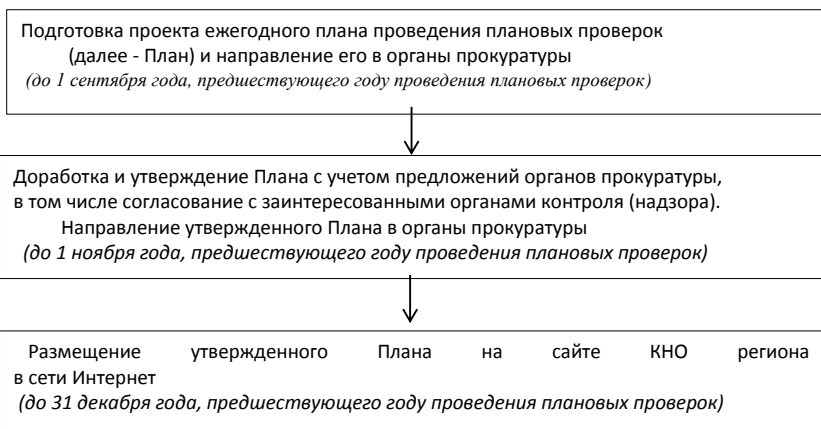 Подготовка проекта ежегодного плана проведения плановых проверок
(далее - План) и направление его в органы прокуратуры
(до 1 сентября года, предшествующего году проведения плановых проверок)
Доработка и утверждение Плана с учетом предложений органов прокуратуры,
в том числе согласование с заинтересованными органами контроля (надзора).
Направление утвержденного Плана в органы прокуратуры
(до 1 ноября года, предшествующего году проведения плановых проверок)
Размещение утвержденного Плана на сайте КНО региона
в сети Интернет
(до 31 декабря года, предшествующего году проведения плановых проверок)